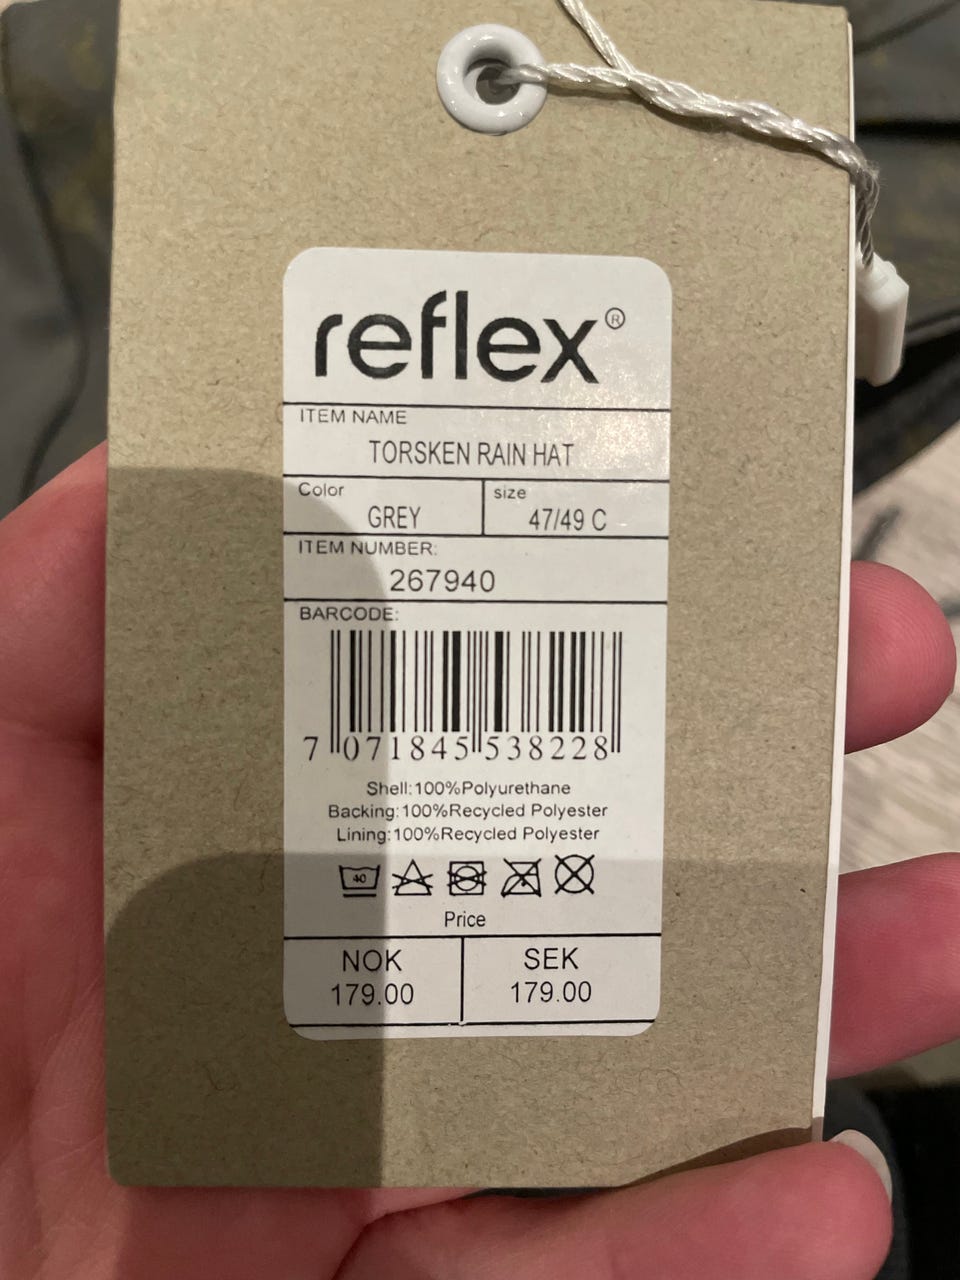 reflex®
ITEM NAME
TORSKEN RAIN HAT
Color
GREY
size
47/49 C
ITEM NUMBER:
267940
BARCODE:
7 071845 538228
Shell:100%Polyurethane
Backing:100%Recycled Polyester
Lining:100%Recycled Polyester
40
Price
NOK
179.00
SEK
179.00